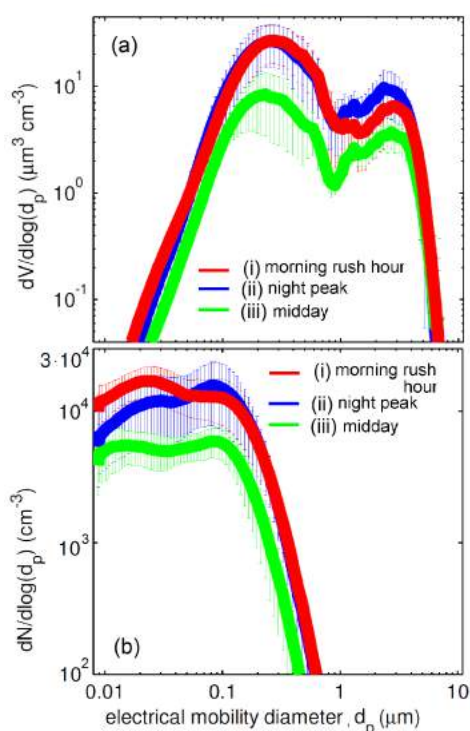 (a)
10¹
10⁰
10⁻¹
dV/dlog(dₚ) (μm³ cm⁻³)
(i) morning rush hour
(ii) night peak
(iii) midday
3·10⁴
10⁴
10³
10²
dN/dlog(dₚ) (cm⁻³)
(i) morning rush
hour
(ii) night peak
(iii) midday
(b)
0.01 0.1 1 10
electrical mobility diameter, dₚ (μm)